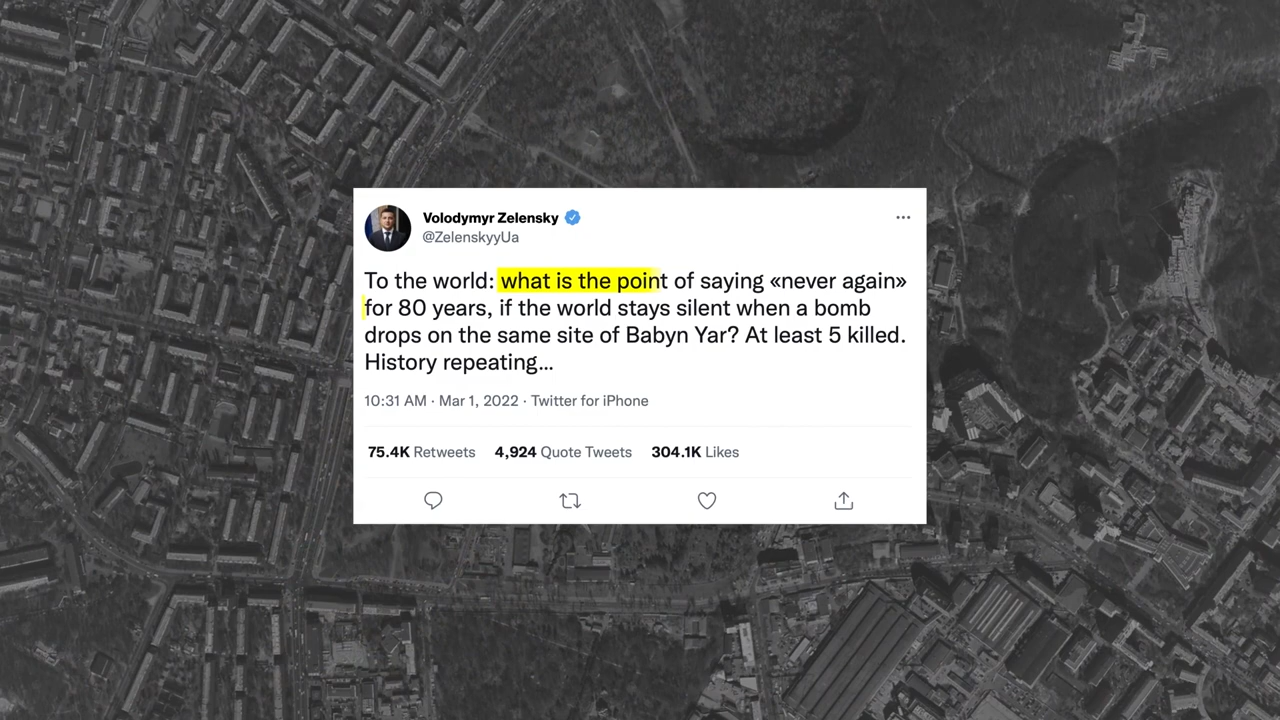 Volodymyr Zelensky
@ZelenskyyUa
To the world: what is the point of saying «never again»
for 80 years, if the world stays silent when a bomb
drops on the same site of Babyn Yar? At least 5 killed.
History repeating…
10:31 AM · Mar 1, 2022 · Twitter for iPhone
75.4K Retweets 4,924 Quote Tweets 304.1K Likes